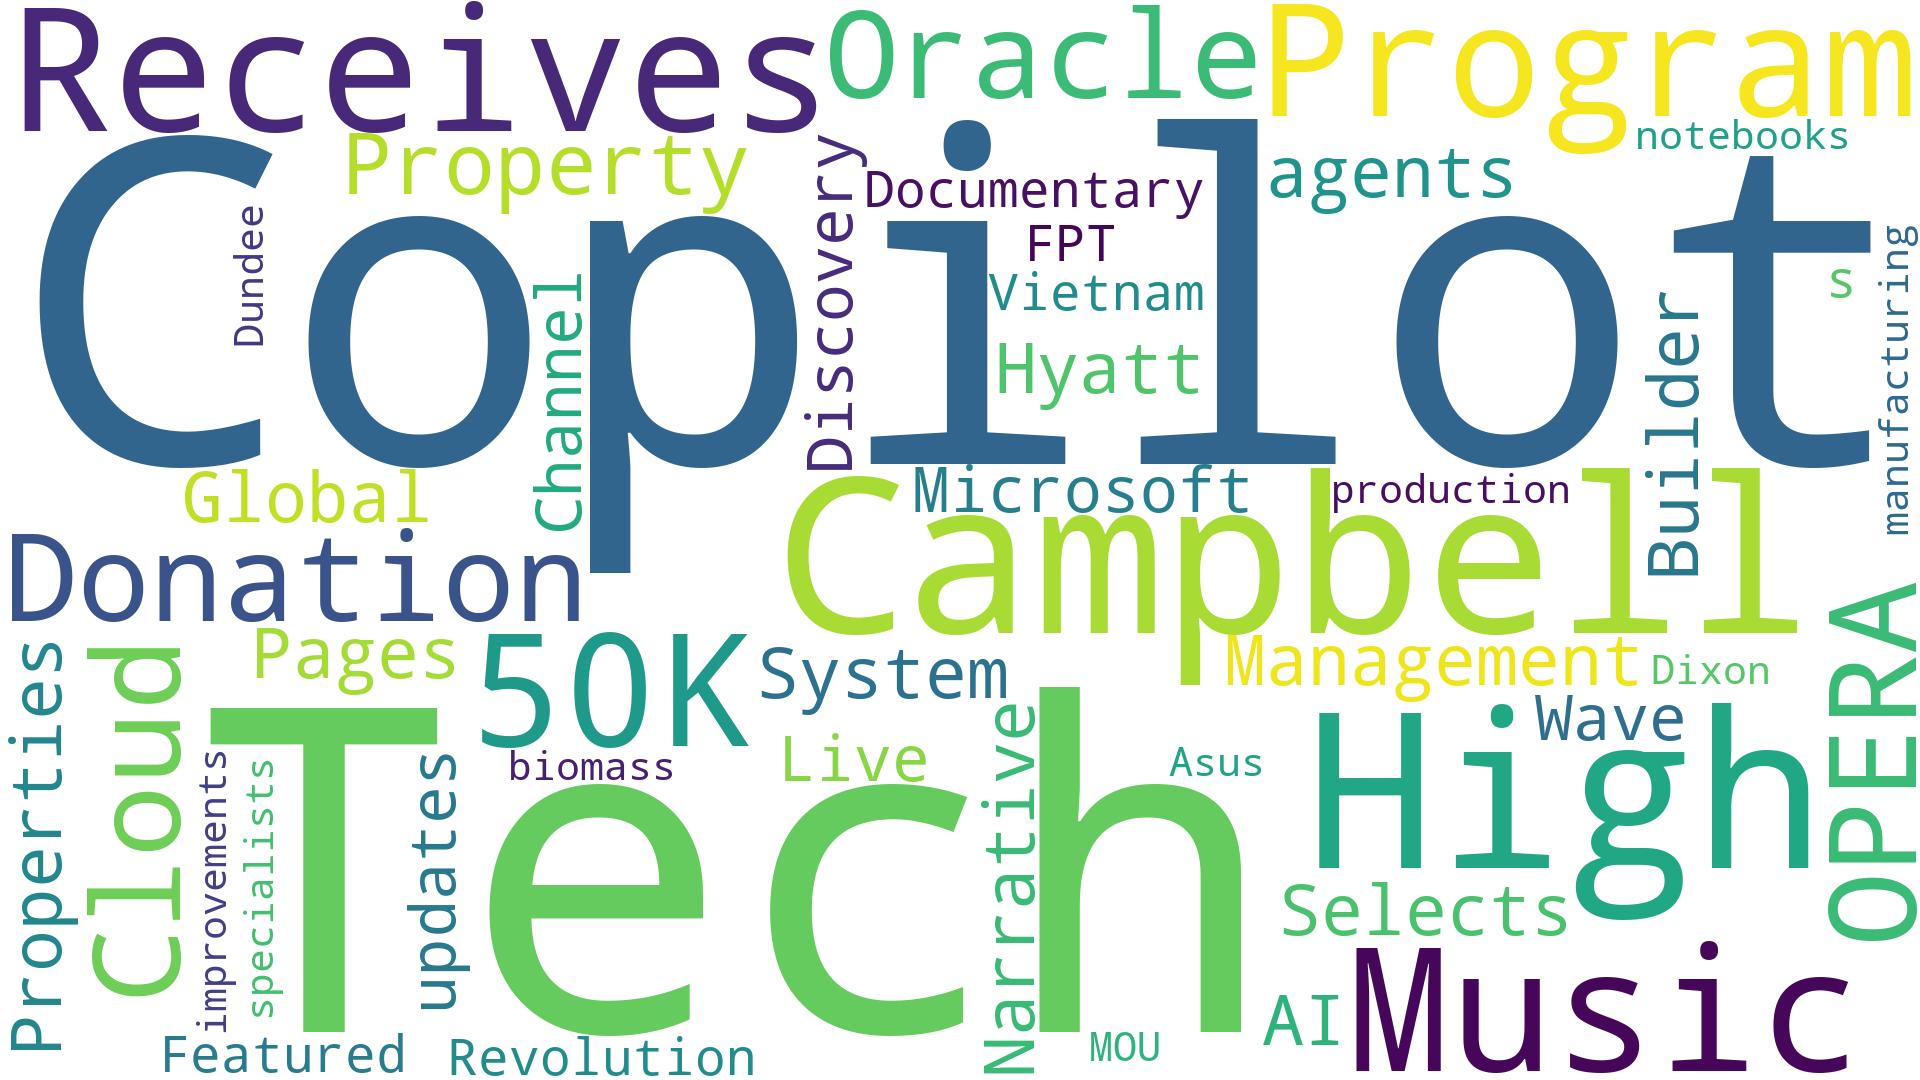 Receives
Oracle
Program
Copilot
Property
notebooks
agents
Documentary
Discovery
Dundee
FPT
Vietnam
Channel
Hyatt
s
manufacturing
Builder
Global
Microsoft
production
Campbell
Donation
Properties
Cloud
Pages
50K
System
Management
Dixon
OPERA
Tech
High
Wave
improvements
specialists
updates
biomass
Live
Narrative
Asus
Selects
Music
AI
Featured
Revolution
MOU